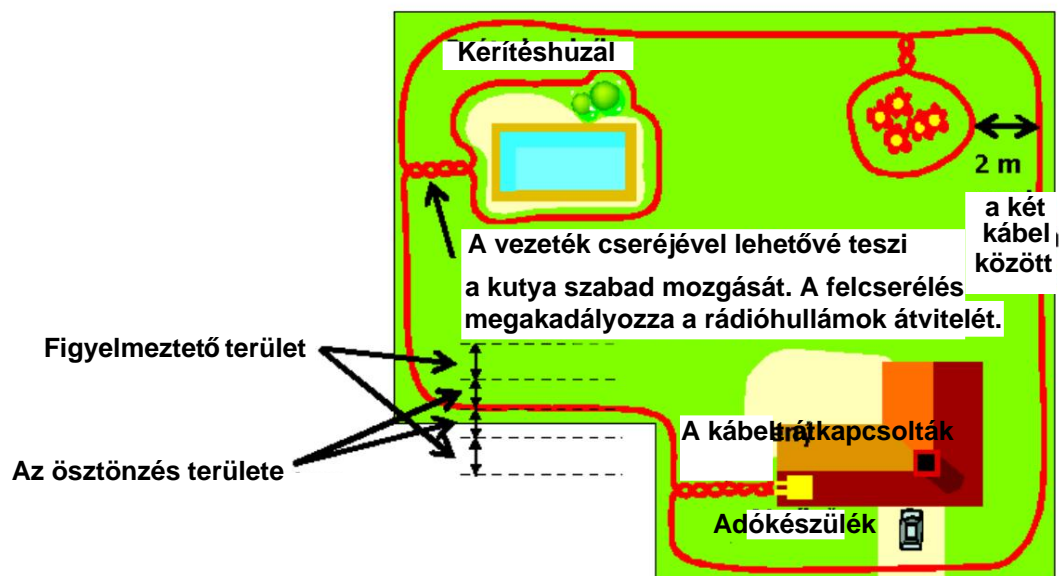 Kerítéshuzal
2 m
a két
kábel
között
A vezeték cseréjével lehetővé teszi
a kutya szabad mozgását. A felcserélés
megakadályozza a rádióhullámok átvitelét.
Figyelmeztető terület
A kábelt átkapcsolták
Az ösztönzés területe
Adókészülék